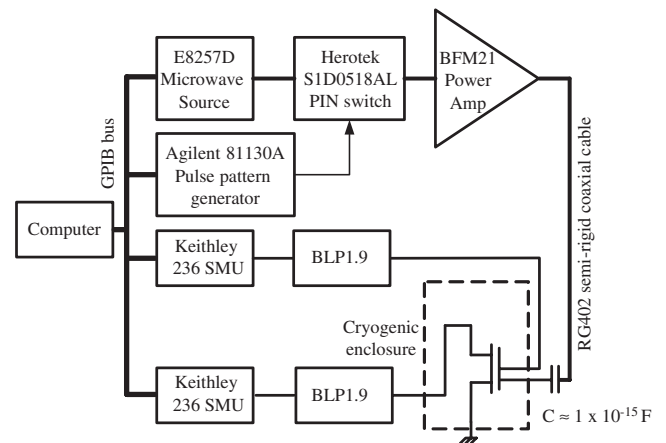 E8257D
Microwave
Source
Herotek
S1D0518AL
PIN switch
BFM21
Power
Amp
GPIB bus
Agilent 81130A
Pulse pattern
generator
RG402 semi-rigid coaxial cable
Computer
Keithley
236 SMU
BLP1.9
Cryogenic
enclosure
Keithley
236 SMU
BLP1.9
C ≈ 1 x 10⁻¹⁵ F